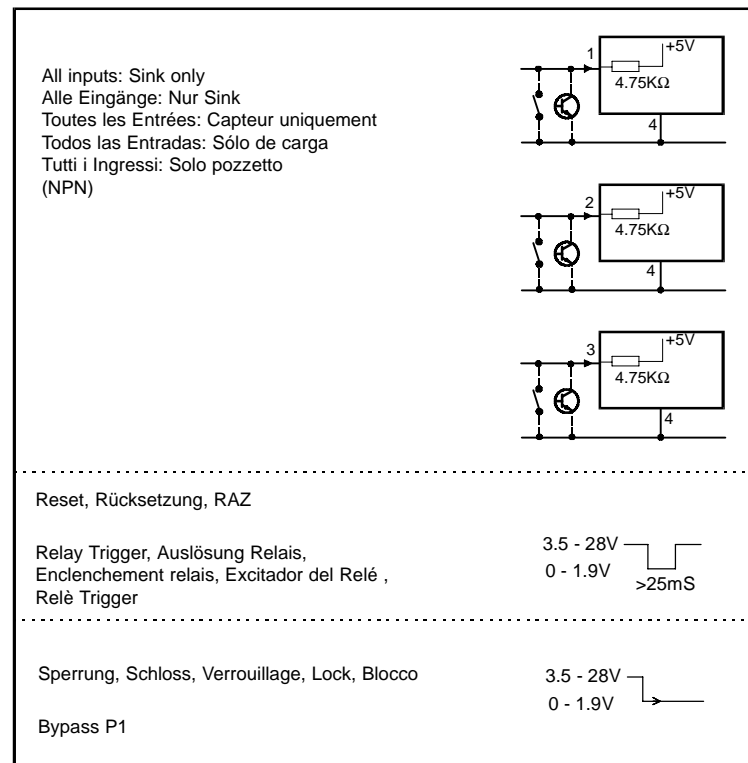 All inputs: Sink only
Alle Eingänge: Nur Sink
Toutes les Entrées: Capteur uniquement
Todos las Entradas: Sólo de carga
Tutti i Ingressi: Solo pozzetto
(NPN)
1
+5V
4.75KΩ
4
2
+5V
4.75KΩ
4
3
+5V
4.75KΩ
4
Reset, Rücksetzung, RAZ
Relay Trigger, Auslösung Relais,
Enclenchement relais, Excitador del Relé ,
Relè Trigger
3.5 - 28V
0 - 1.9V
>25mS
Sperrung, Schloss, Verrouillage, Lock, Blocco
Bypass P1
3.5 - 28V
0 - 1.9V